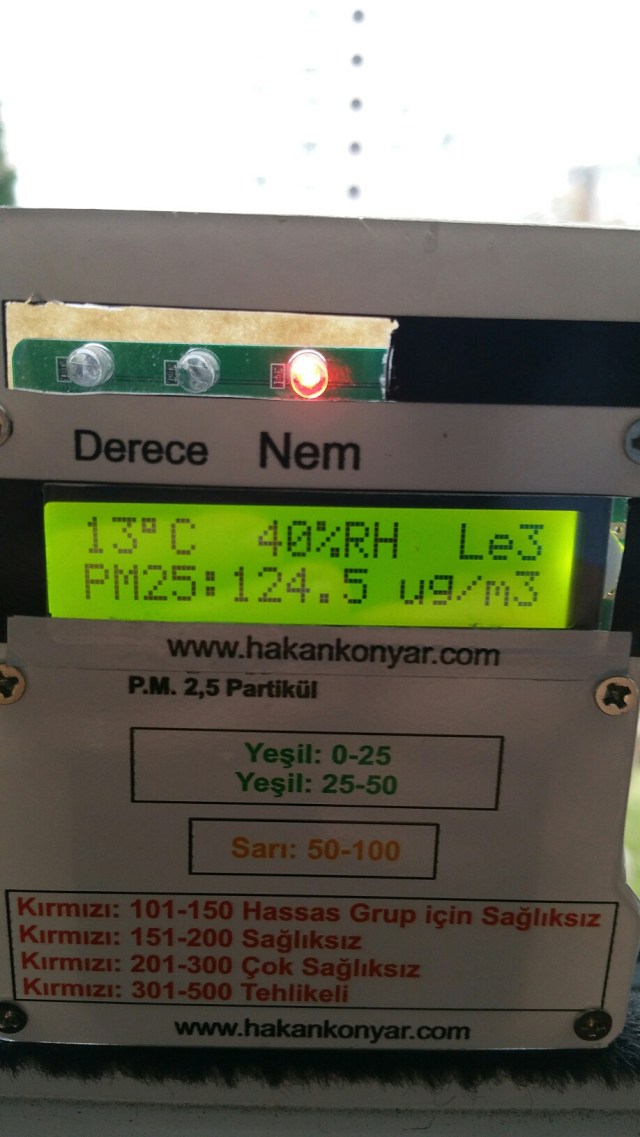 Derece Nem
13°C 40%RH Le3
PM25:124.5 ug/m3
www.hakankonyar.com
P.M. 2,5 Partikül
Yeşil: 0-25
Yeşil: 25-50
Sarı: 50-100
Kırmızı: 101-150 Hassas Grup için Sağlıksız
Kırmızı: 151-200 Sağlıksız
Kırmızı: 201-300 Çok Sağlıksız
Kırmızı: 301-500 Tehlikeli
www.hakankonyar.com